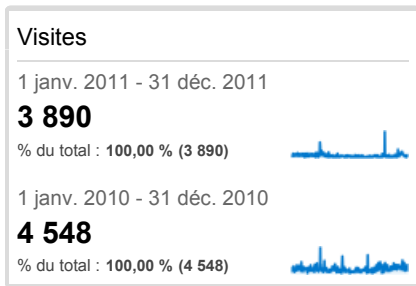 Visites
1 janv. 2011 - 31 déc. 2011
3 890
% du total : 100,00 % (3 890)
1 janv. 2010 - 31 déc. 2010
4 548
% du total : 100,00 % (4 548)